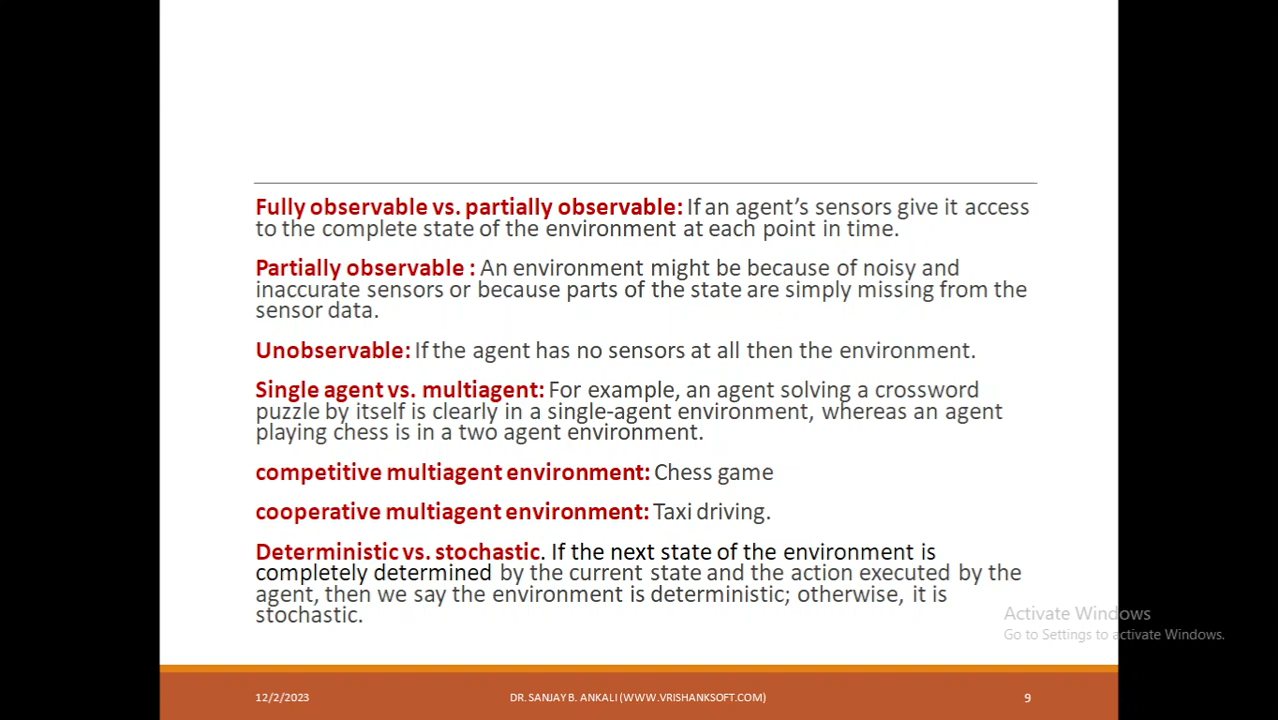 Fully observable vs. partially observable: If an agent’s sensors give it access
to the complete state of the environment at each point in time.
Partially observable : An environment might be because of noisy and
inaccurate sensors or because parts of the state are simply missing from the
sensor data.
Unobservable: If the agent has no sensors at all then the environment.
Single agent vs. multiagent: For example, an agent solving a crossword
puzzle by itself is clearly in a single-agent environment, whereas an agent
playing chess is in a two agent environment.
competitive multiagent environment: Chess game
cooperative multiagent environment: Taxi driving.
Deterministic vs. stochastic. If the next state of the environment is
completely determined by the current state and the action executed by the
agent, then we say the environment is deterministic; otherwise, it is
stochastic.
Activate Windows
Go to Settings to activate Windows.
12/2/2023
DR. SANJAY B. ANKALI (WWW.VRISHANKSOFT.COM)
9